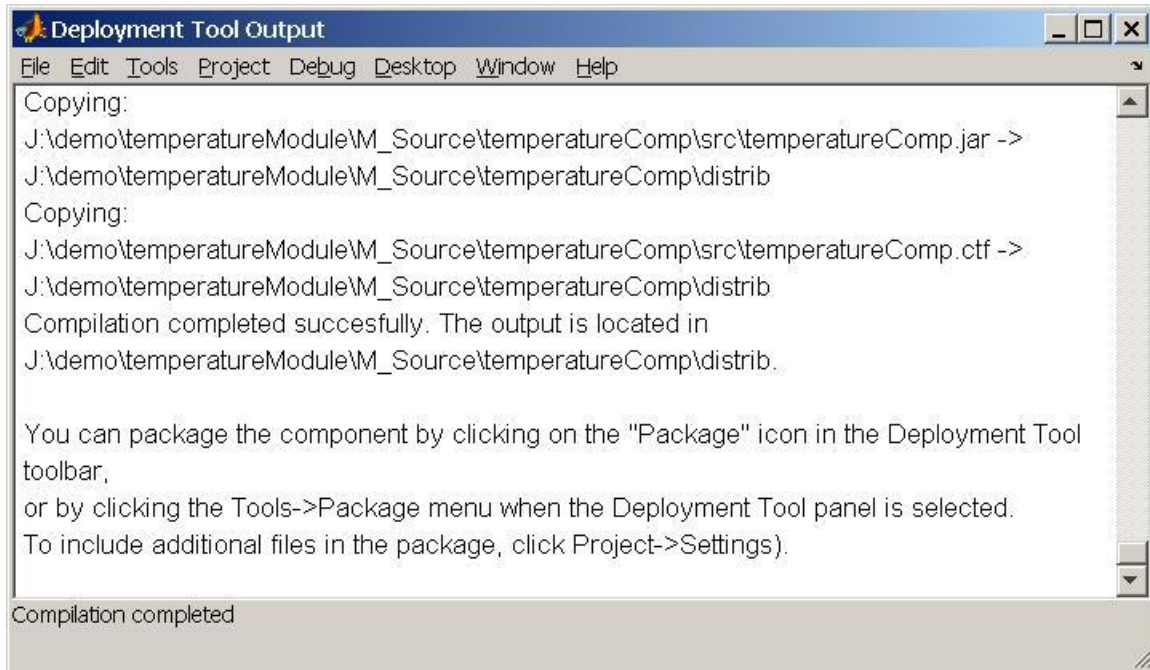 Deployment Tool Output
File Edit Tools Project Debug Desktop Window Help
Copying:
J:\demo\temperatureModule\M_Source\temperatureComp\src\temperatureComp.jar ->
J:\demo\temperatureModule\M_Source\temperatureComp\distrib
Copying:
J:\demo\temperatureModule\M_Source\temperatureComp\src\temperatureComp.ctf ->
J:\demo\temperatureModule\M_Source\temperatureComp\distrib
Compilation completed succesfully. The output is located in
J:\demo\temperatureModule\M_Source\temperatureComp\distrib.
You can package the component by clicking on the "Package" icon in the Deployment Tool
toolbar,
or by clicking the Tools->Package menu when the Deployment Tool panel is selected.
To include additional files in the package, click Project->Settings).
Compilation completed